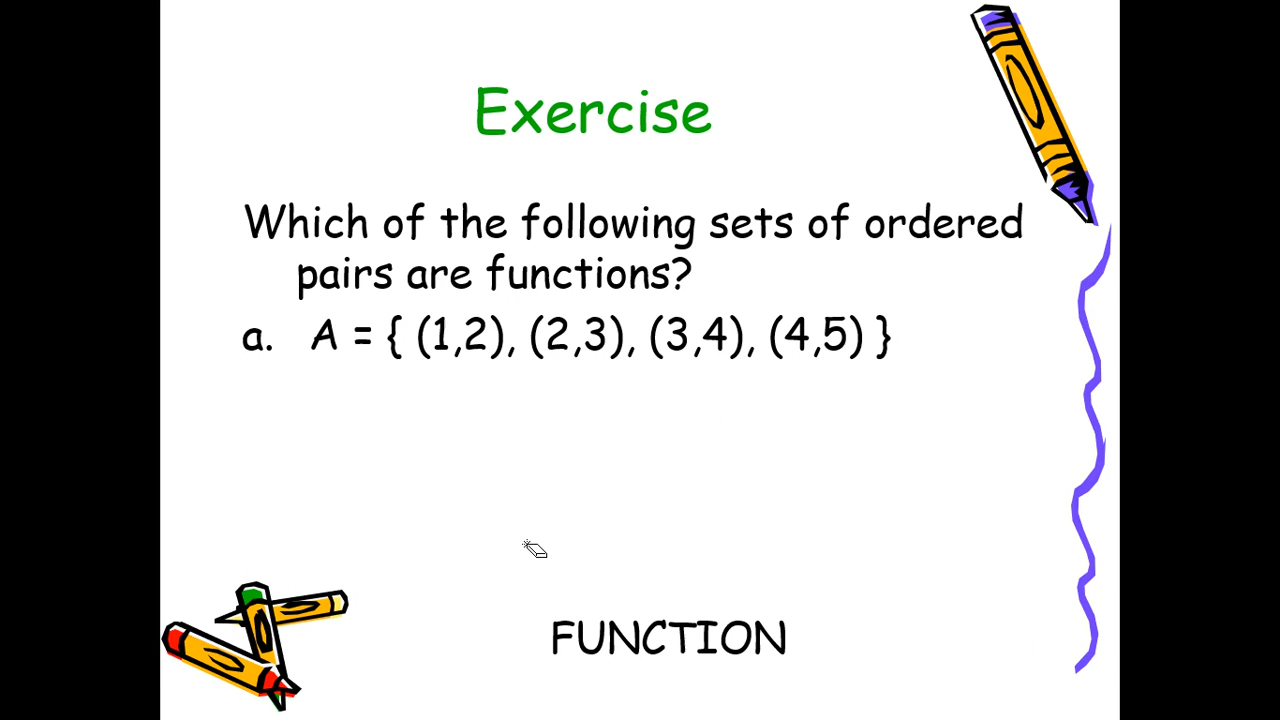 Exercise
Which of the following sets of ordered
pairs are functions?
a. A = { (1,2), (2,3), (3,4), (4,5) }
FUNCTION